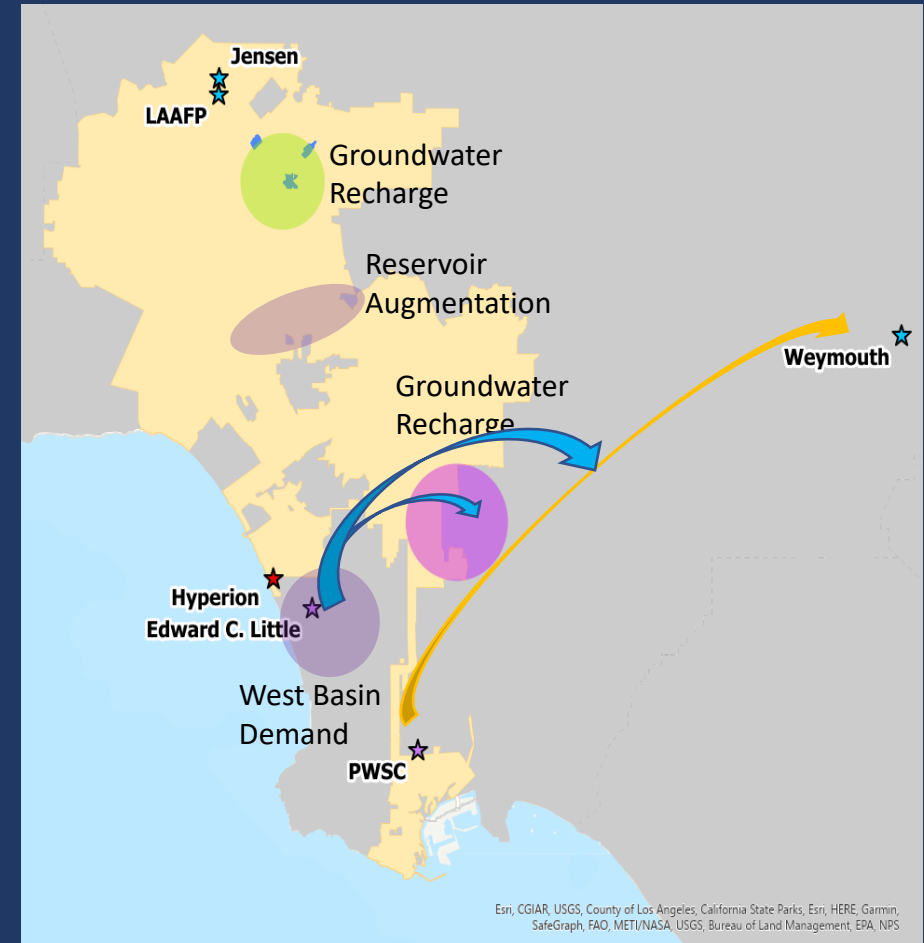 Jensen
LAAFP
Groundwater
Recharge
Reservoir
Augmentation
Weymouth
Groundwater
Recharge
Hyperion
Edward C. Little
West Basin
Demand
PWSC
Esri, CGIAR, USGS, County of Los Angeles, California State Parks, Esri, HERE, Garmin,
SafeGraph, FAO, METI/NASA, USGS, Bureau of Land Management, EPA, NPS